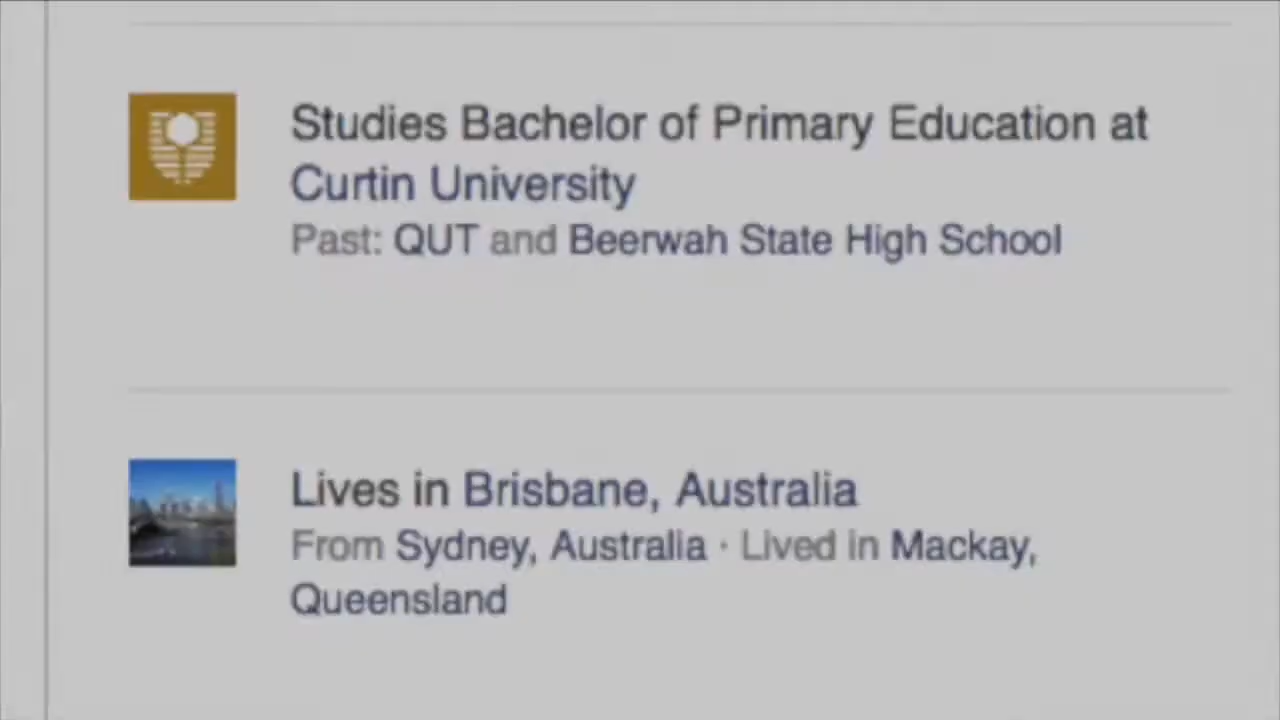 Studies Bachelor of Primary Education at
Curtin University
Past: QUT and Beerwah State High School
Lives in Brisbane, Australia
From Sydney, Australia · Lived in Mackay,
Queensland